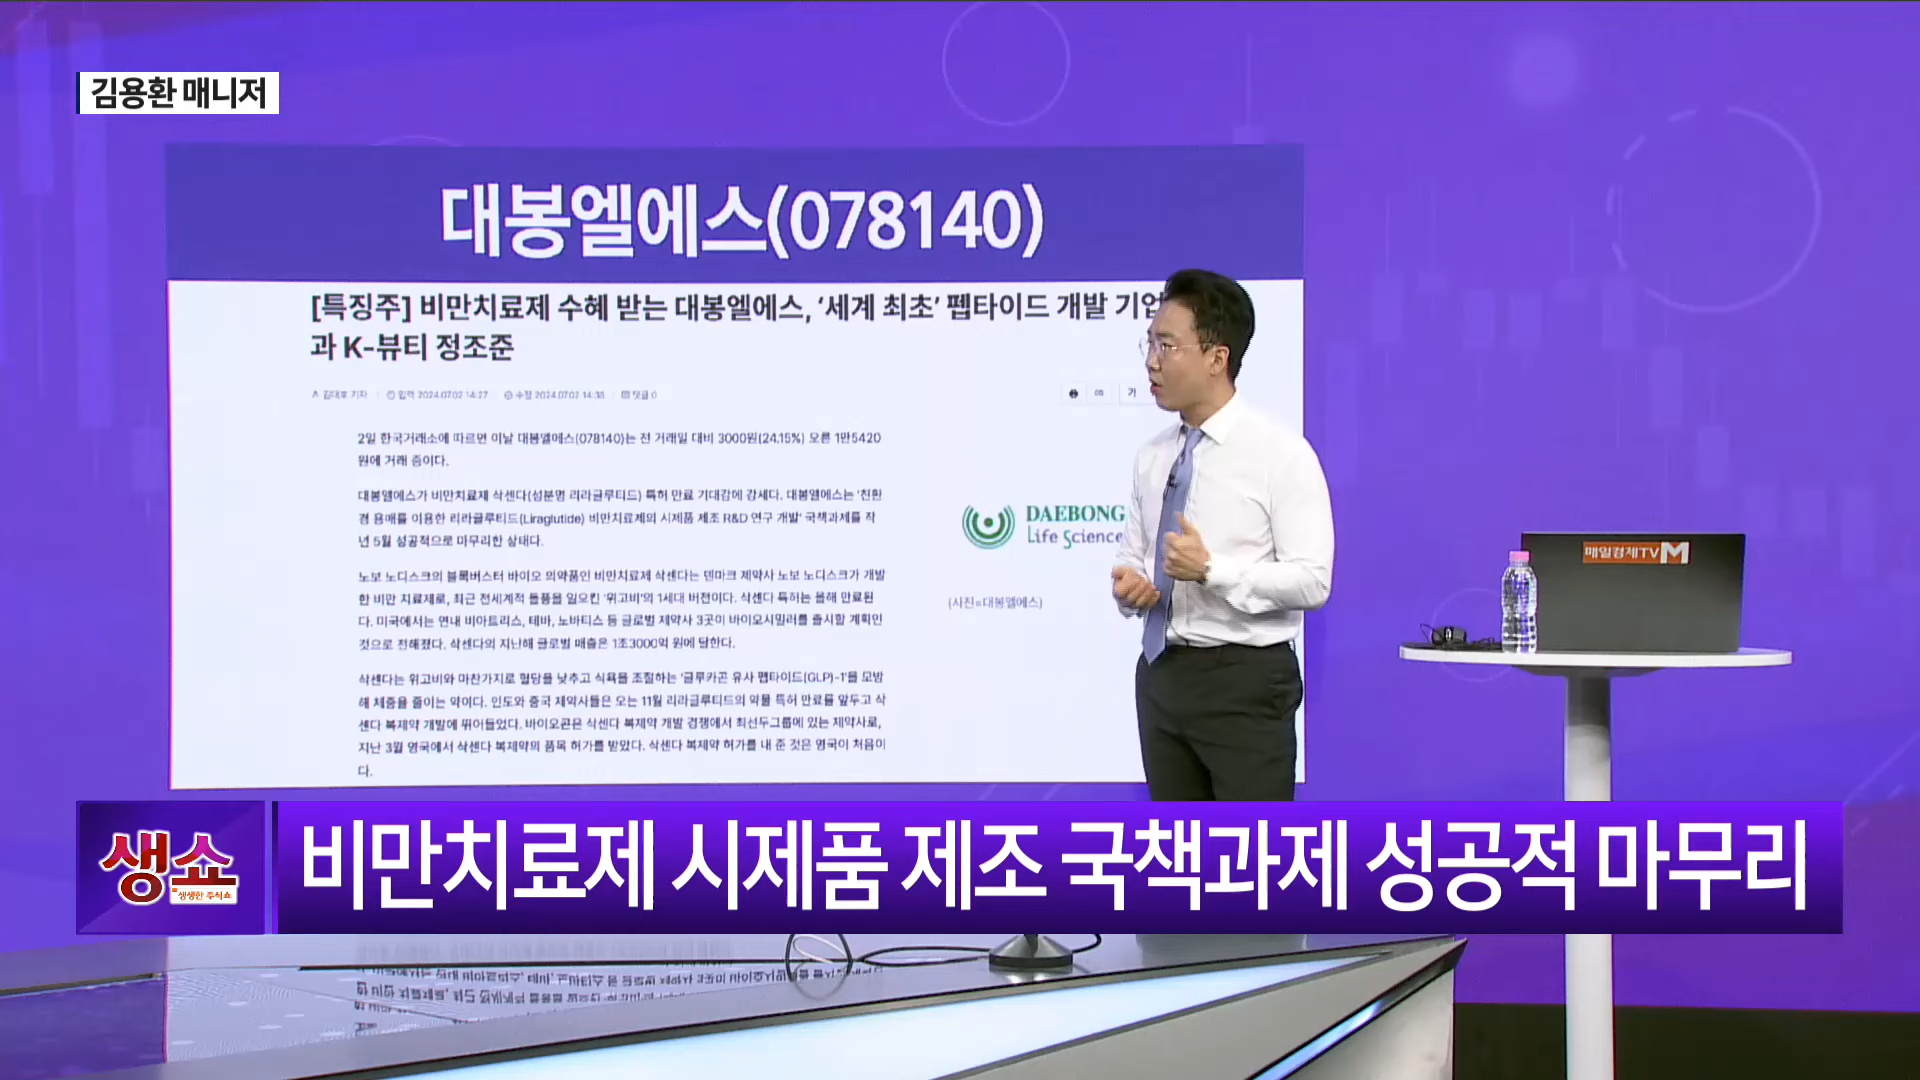 김용환 매니저
대봉엘에스(078140)
[특징주] 비만치료제 수혜 받는 대봉엘에스, ‘세계 최초’ 펩타이드 개발 기업
과 K-뷰티 정조준
김대호 기자 입력 2024.07.02 14:27 수정 2024.07.02 14:38 댓글 0
가
2일 한국거래소에 따르면 이날 대봉엘에스(078140)는 전 거래일 대비 3000원(24.15%) 오른 1만5420
원에 거래 중이다.
대봉엘에스가 비만치료제 삭센다(성분명 리라글루티드) 특허 만료 기대감에 강세다. 대봉엘에스는 '친환
경 용매를 이용한 리라글루티드(Liraglutide) 비만치료제의 시제품 제조 R&D 연구 개발' 국책과제를 작
년 5월 성공적으로 마무리한 상태다.
DAEBONG
Life Science
노보 노디스크의 블록버스터 바이오 의약품인 비만치료제 삭센다는 덴마크 제약사 노보 노디스크가 개발
한 비만 치료제로, 최근 전세계적 돌풍을 일으킨 '위고비'의 1세대 버전이다. 삭센다 특허는 올해 만료된
다. 미국에서는 연내 비아트리스, 테바, 노바티스 등 글로벌 제약사 3곳이 바이오시밀러를 출시할 계획인
것으로 전해졌다. 삭센다의 지난해 글로벌 매출은 1조3000억 원에 달한다.
(사진=대봉엘에스)
삭센다는 위고비와 마찬가지로 혈당을 낮추고 식욕을 조절하는 '글루카곤 유사 펩타이드(GLP)-1'을 모방
해 체중을 줄이는 약이다. 인도와 중국 제약사들은 오는 11월 리라글루티드의 약물 특허 만료를 앞두고 삭
센다 복제약 개발에 뛰어들었다. 바이오콘은 삭센다 복제약 개발 경쟁에서 최선두그룹에 있는 제약사로,
지난 3월 영국에서 삭센다 복제약의 품목 허가를 받았다. 삭센다 복제약 허가를 내 준 것은 영국이 처음이
다.
매일경제TV M
생쇼
생생한 주식쇼
비만치료제 시제품 제조 국책과제 성공적 마무리